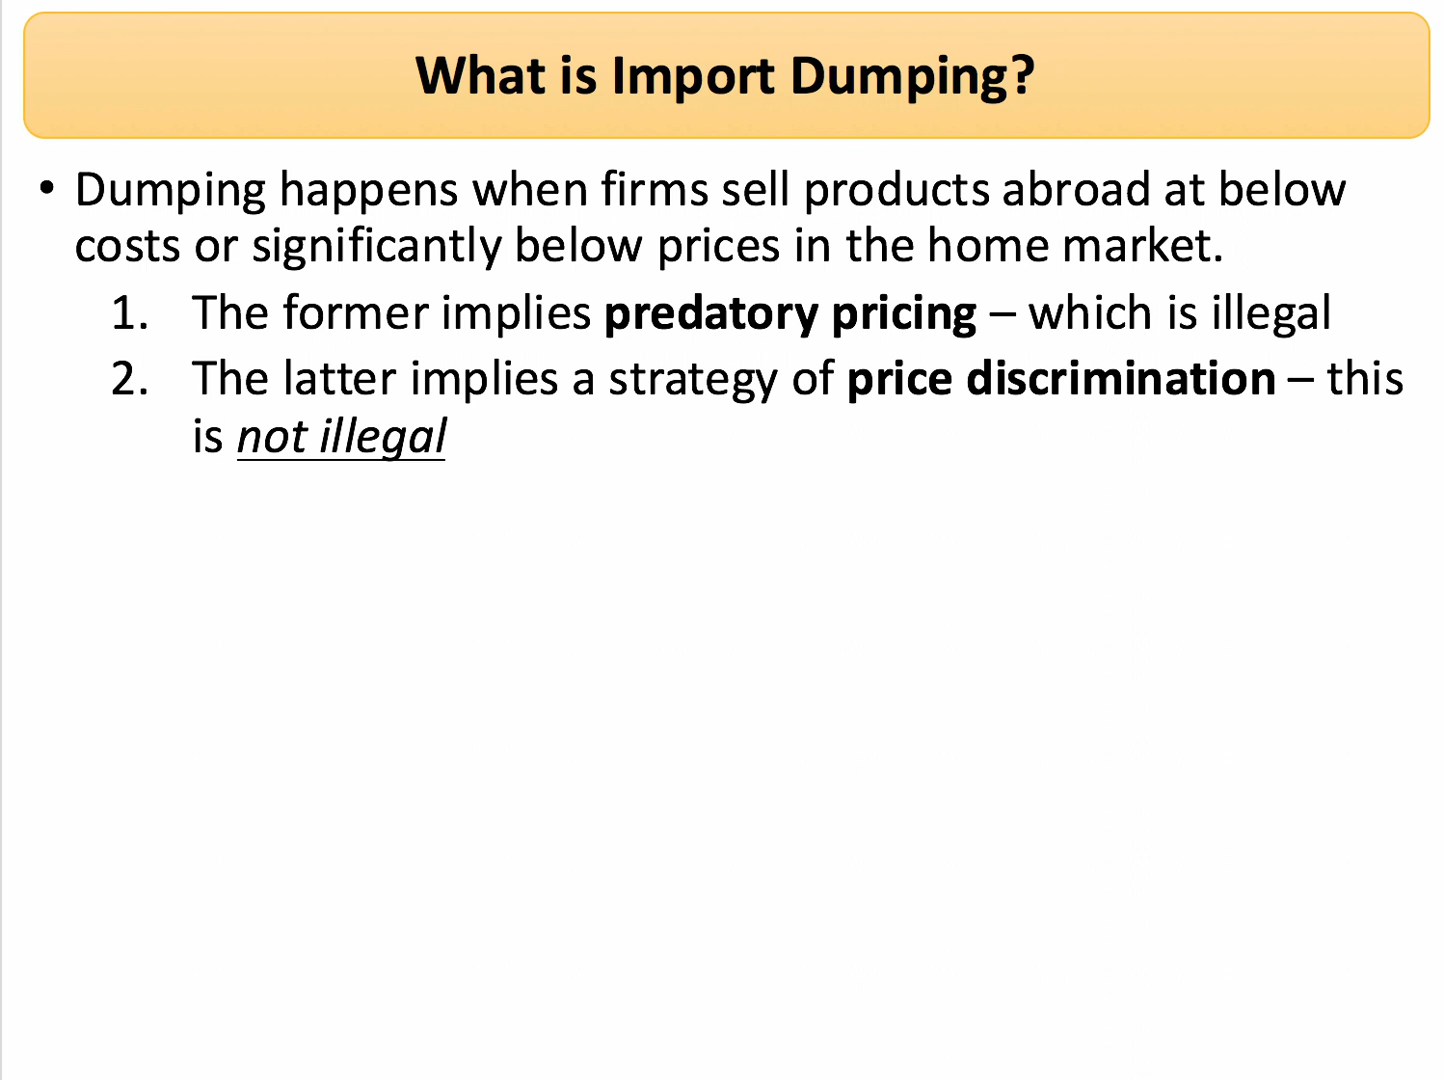 What is Import Dumping?
• Dumping happens when firms sell products abroad at below
costs or significantly below prices in the home market.
1. The former implies predatory pricing – which is illegal
2. The latter implies a strategy of price discrimination – this
is not illegal